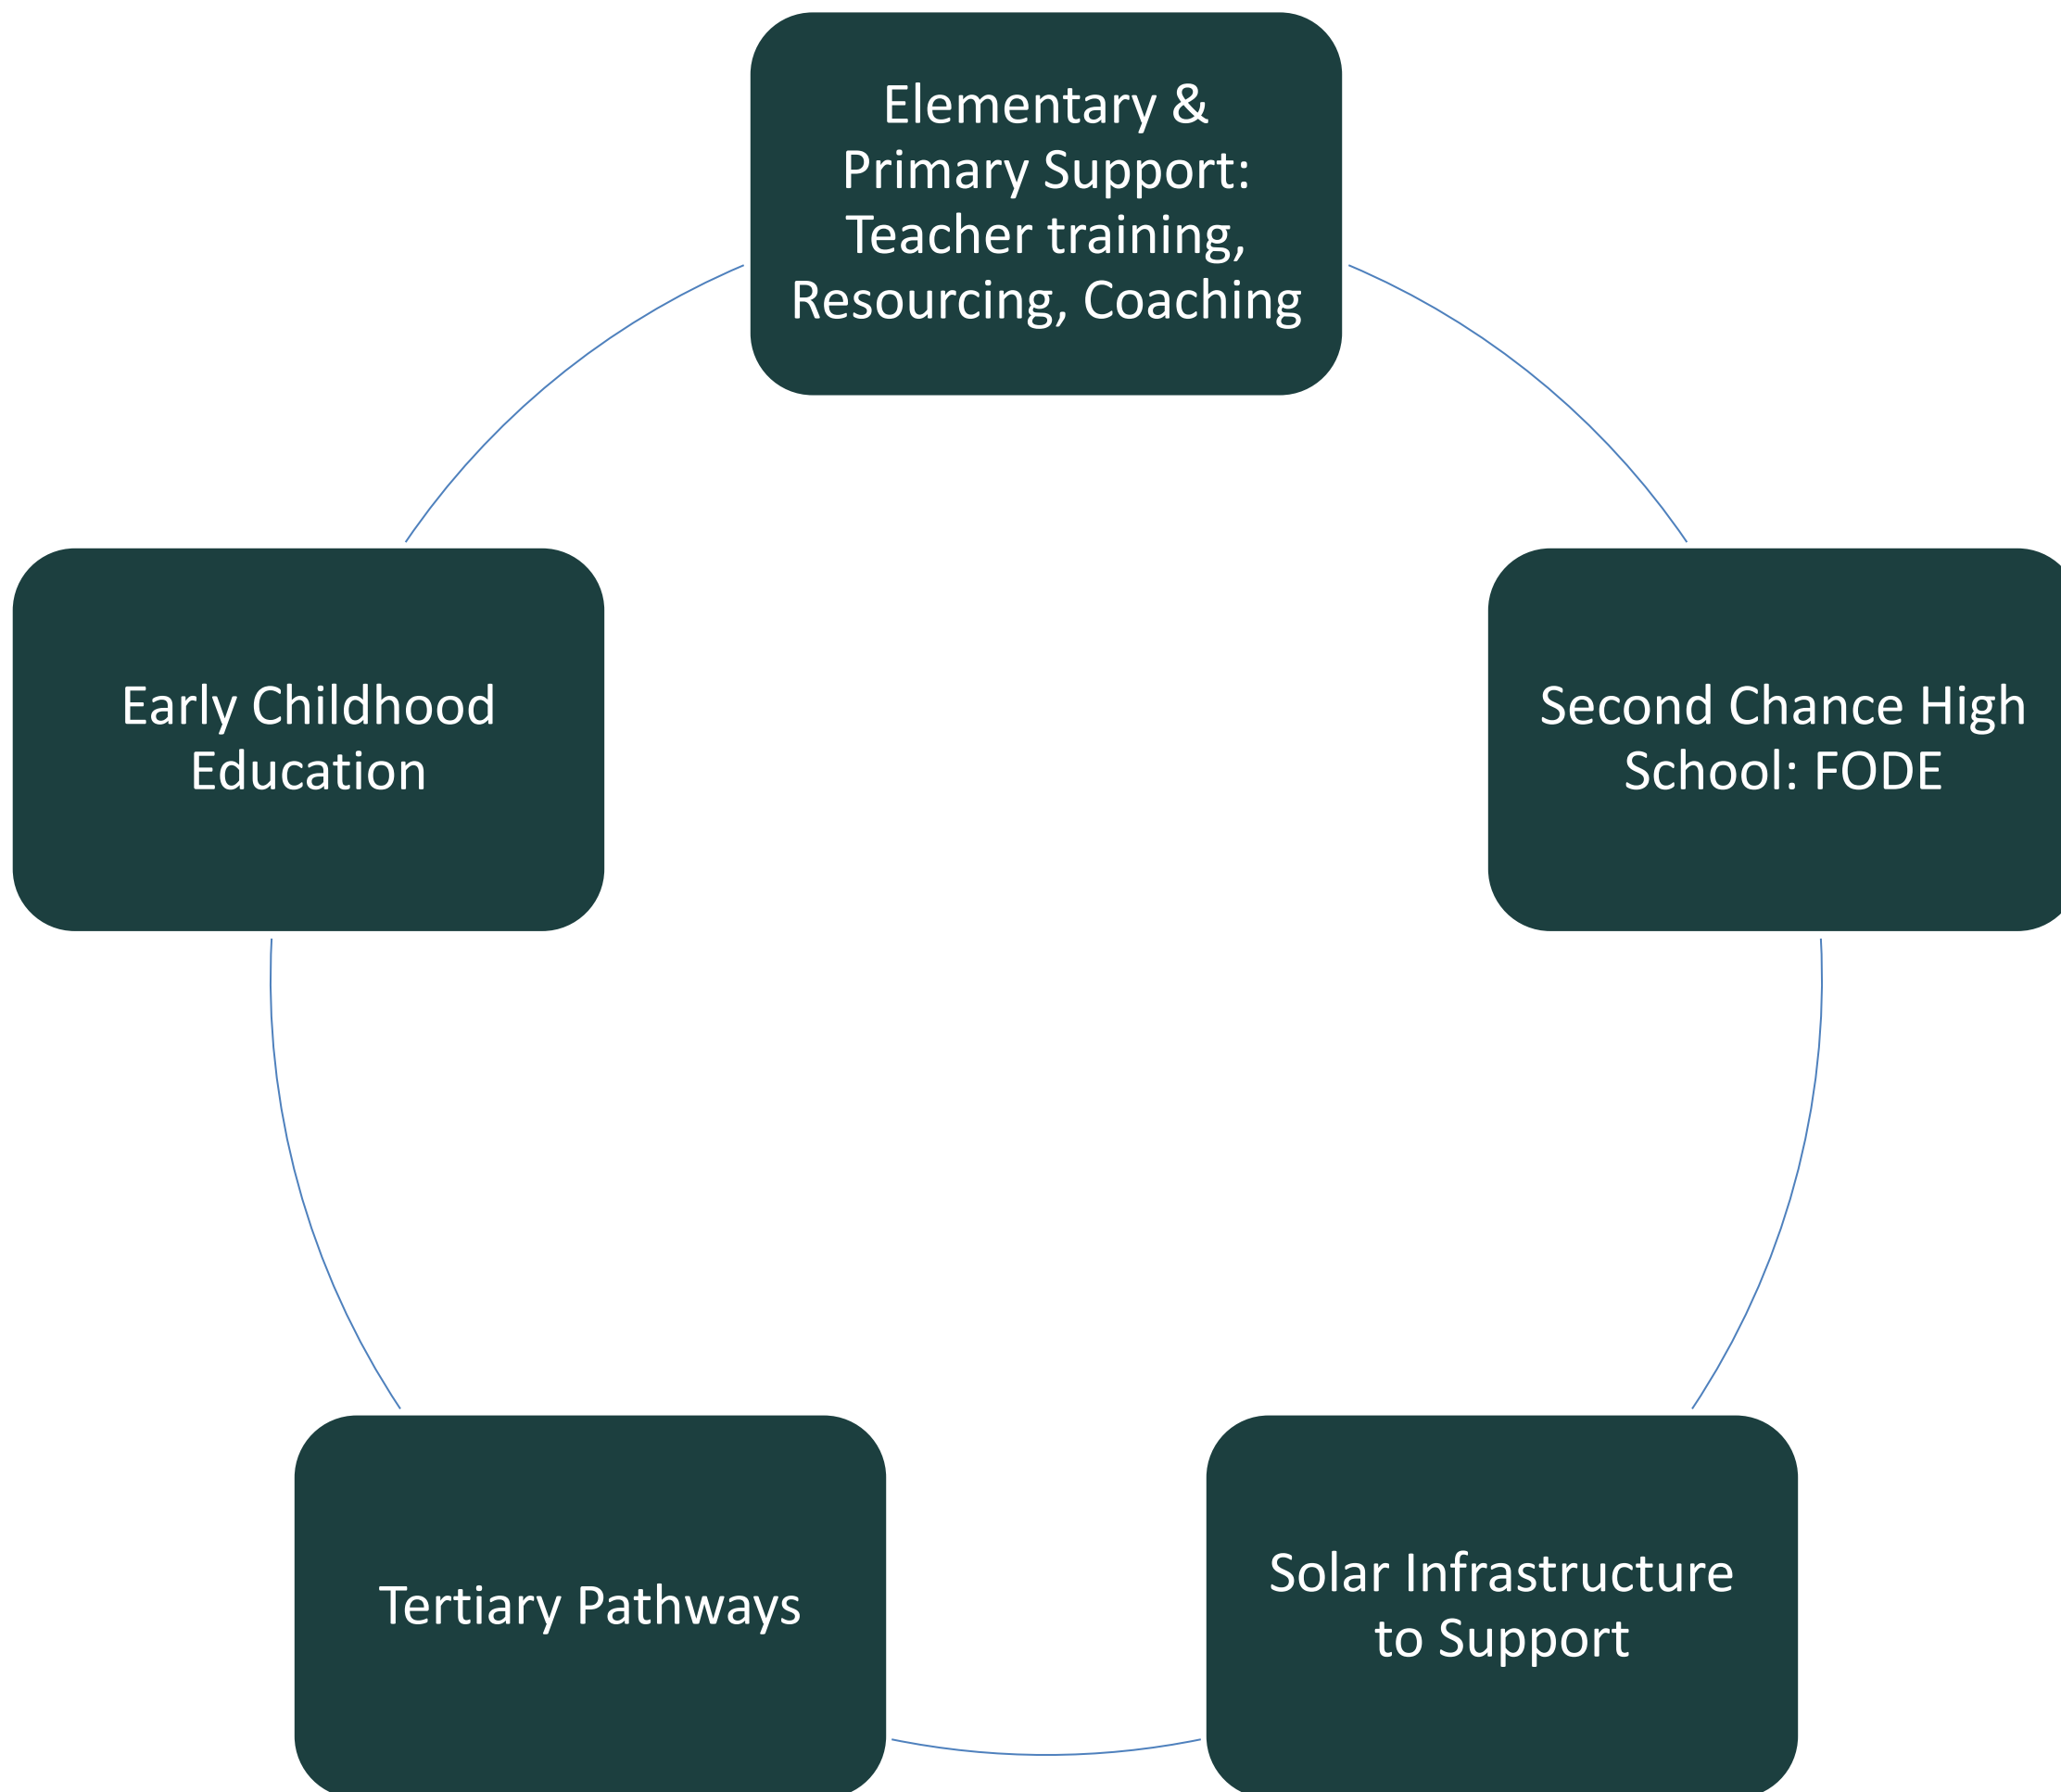 Elementary &
Primary Support:
Teacher training,
Resourcing, Coaching
Early Childhood
Education
Second Chance High
School: FODE
Tertiary Pathways
Solar Infrastructure
to Support